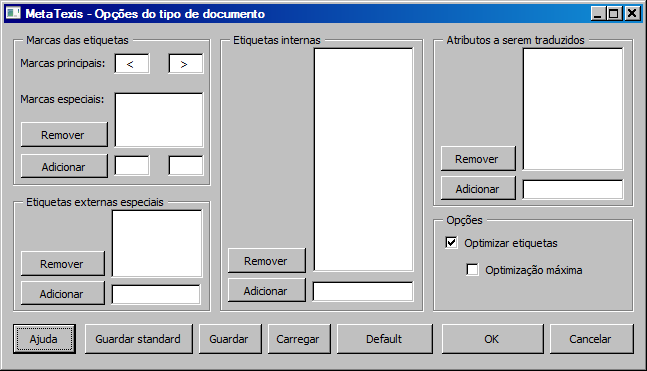 MetaTexis - Opções do tipo de documento
Marcas das etiquetas
Marcas principais: < >
Marcas especiais:
Remover
Adicionar
Etiquetas externas especiais
Remover
Adicionar
Etiquetas internas
Remover
Adicionar
Atributos a serem traduzidos
Remover
Adicionar
Opções
Optimizar etiquetas
Optimização máxima
Ajuda Guardar standard Guardar Carregar Default OK Cancelar